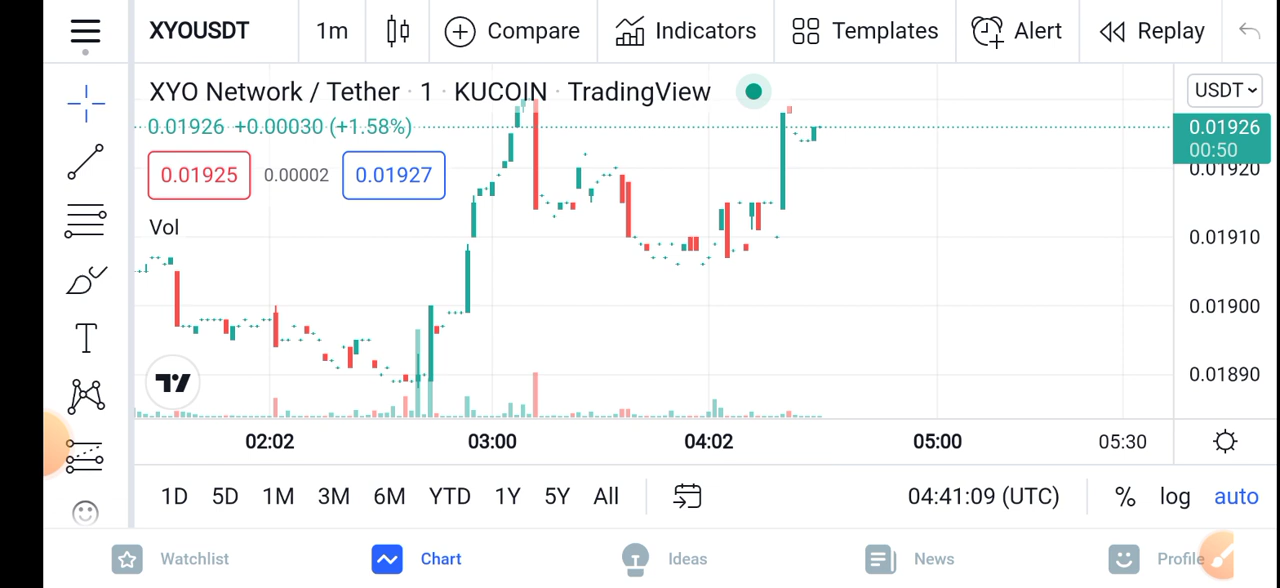 XYOUSDT 1m Compare Indicators Templates Alert Replay
XYO Network / Tether · 1 · KUCOIN · TradingView
USDT
0.01926 +0.00030 (+1.58%)
0.01926
00:50
0.01925 0.00002 0.01927
0.01920
Vol
0.01910
0.01900
0.01890
02:02 03:00 04:02 05:00 05:30
1D 5D 1M 3M 6M YTD 1Y 5Y All 04:41:09 (UTC) % log auto
Watchlist Chart Ideas News Profile